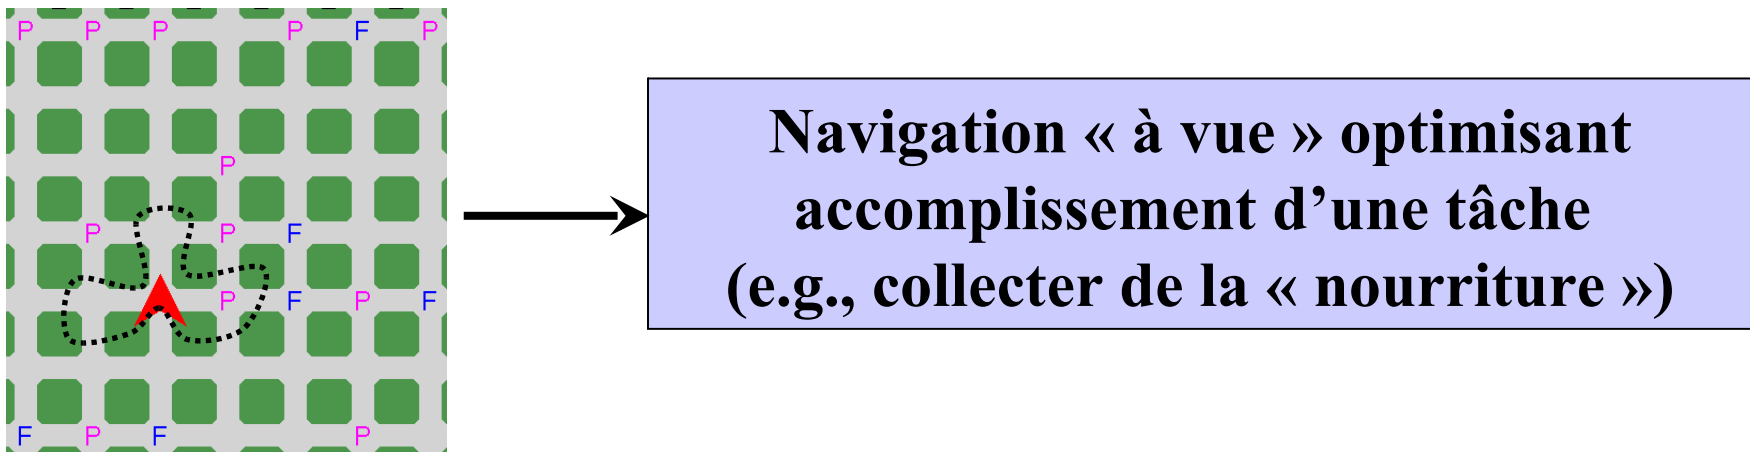 P P P P F P
P
P P F
P F P F
F P F P
Navigation « à vue » optimisant
accomplissement d’une tâche
(e.g., collecter de la « nourriture »)